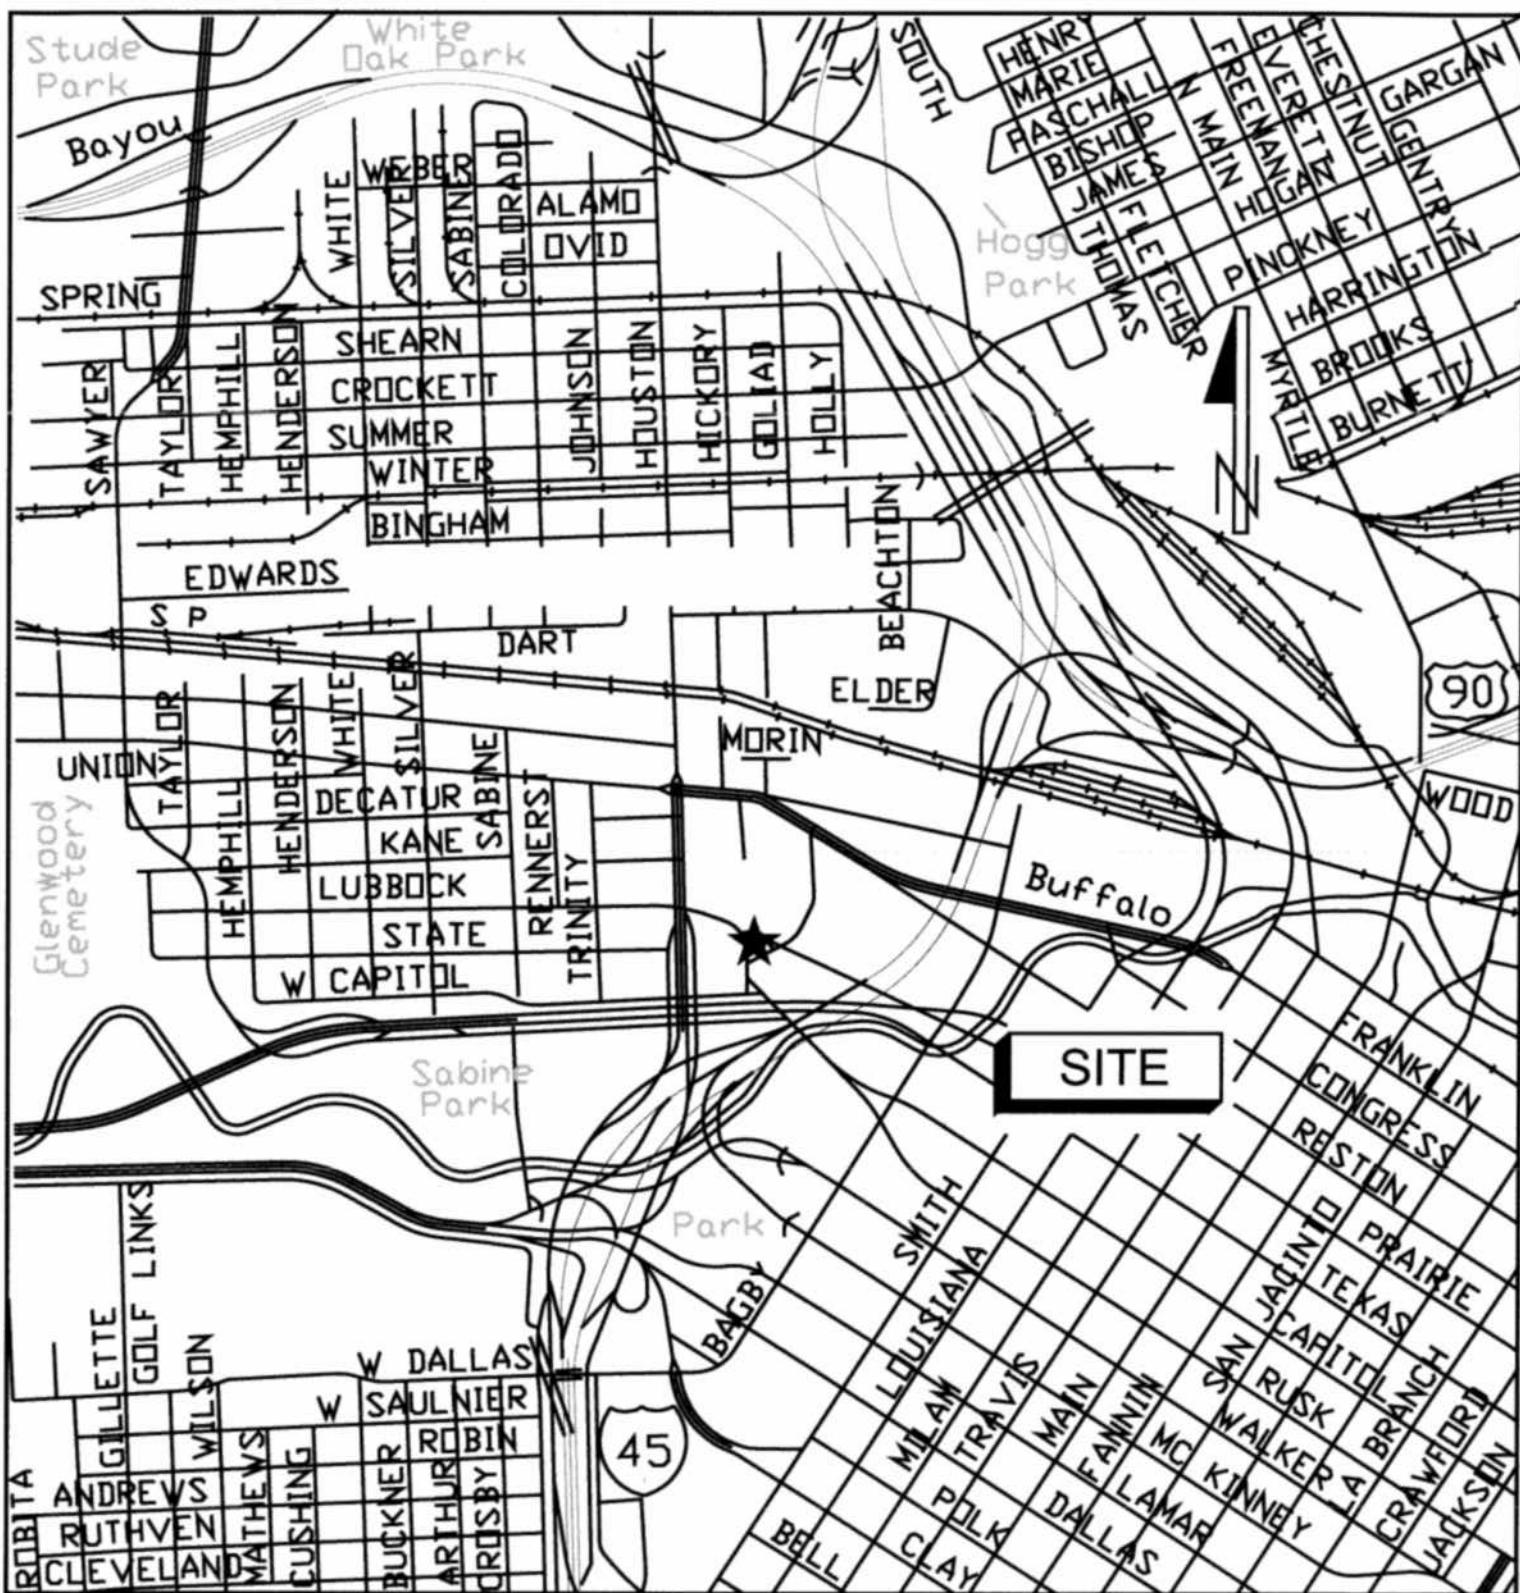 Stude
Park
White
Oak Park
Bayou
SOUTH
HENRY
MARIE
PASCHALL
BISHOP
JAMES
THOMAS
FLETCHER
N MAIN
FREEMAN
EVERETT
CHESTNUT
GARGAN
GENTRY
HOGAN
PINCKNEY
HARRINGTON
BROOKS
BURNETT
MYRTLE
Hogg
Park
N
WHITE
WEBER
SILVER
SABINE
COLORADO
ALAMO
OVID
SPRING
SHEARN
CROCKETT
SUMMER
WINTER
BINGHAM
SAWYER
TAYLOR
HEMPHILL
HENDERSON
JOHNSON
HOUSTON
HICKORY
GOLIAD
HOLLY
BEACHTON
EDWARDS
S P
DART
ELDER
MORIN
90
WOOD
UNION
TAYLOR
HEMPHILL
HENDERSON
WHITE
SILVER
SABINE
DECATUR
KANE
LUBBOCK
STATE
W CAPITOL
RENNERST
TRINITY
Glenwood
Cemetery
Buffalo
SITE
Sabine
Park
Park
FRANKLIN
CONGRESS
RESTON
PRAIRIE
TEXAS
CAPITOL
RUSK
WALKER
MC KINNEY
LAMAR
DALLAS
POLK
CLAY
BELL
BAGBY
SMITH
LOUISIANA
MILAM
TRAVIS
MAIN
FANNIN
SAN JACINTO
LA BRANCH
CRAWFORD
JACKSON
GILLETTE
GOLF LINKS
WILSON
W DALLAS
W SAULNIER
ROBIN
ANDREWS
RUTHVEN
CLEVELAND
ROBITA
MATHEWS
CUSHING
BUCKNER
ARTHUR
CROSBY
45